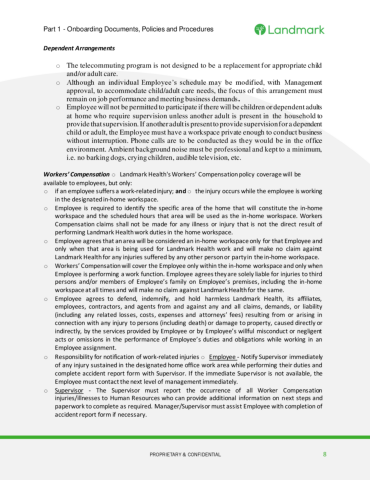 Part 1 - Onboarding Documents, Policies and Procedures
Landmark
Dependent Arrangements
o The telecommuting program is not designed to be a replacement for appropriate child
and/or adult care.
o Although an individual Employee's schedule may be modified, with Management
approval, to accommodate child/adult care needs, the focus of this arrangement must
remain on job performance and meeting business demands.
o Employee will not be permitted to participate if there will be children or dependent adults
at home who require supervision unless another adult is present in the household to
provide that supervision. If another adult is present to provide supervision for a dependent
child or adult, the Employee must have a workspace private enough to conduct business
without interruption. Phone calls are to be conducted as they would be in the office
environment. Ambient background noise must be professional and kept to a minimum,
i.e. no barking dogs, crying children, audible television, etc.
Workers' Compensation o Landmark Health's Workers' Compensation policy coverage will be
available to employees, but only:
o if an employee suffers a work-related injury; and o the injury occurs while the employee is working
in the designated in-home workspace.
o Employee is required to identify the specific area of the home that will constitute the in-home
workspace and the scheduled hours that area will be used as the in-home workspace. Workers
Compensation claims shall not be made for any illness or injury that is not the direct result of
performing Landmark Health work duties in the home workspace.
o Employee agrees that an area will be considered an in-home workspace only for that Employee and
only when that area is being used for Landmark Health work and will make no claim against
Landmark Health for any injuries suffered by any other person or party in the in-home workspace.
o Workers' Compensation will cover the Employee only within the in-home workspace and only when
Employee is performing a work function. Employee agrees they are solely liable for injuries to third
persons and/or members of Employee's family on Employee's premises, including the in-home
workspace at all times and will make no claim against Landmark Health for the same.
o Employee agrees to defend, indemnify, and hold harmless Landmark Health, its affiliates,
employees, contractors, and agents from and against any and all claims, demands, or liability
(including any related losses, costs, expenses and attorneys' fees) resulting from or arising in
connection with any injury to persons (including death) or damage to property, caused directly or
indirectly, by the services provided by Employee or by Employee's willful misconduct or negligent
acts or omissions in the performance of Employee's duties and obligations while working in an
Employee assignment.
o Responsibility for notification of work-related injuries o Employee - Notify Supervisor immediately
of any injury sustained in the designated home office work area while performing their duties and
complete accident report form with Supervisor. If the immediate Supervisor is not available, the
Employee must contact the next level of management immediately.
o Supervisor - The Supervisor must report the occurrence of all Worker Compensation
injuries/illnesses to Human Resources who can provide additional information on next steps and
paperwork to complete as required. Manager/Supervisor must assist Employee with completion of
accident report form if necessary.
PROPRIETARY & CONFIDENTIAL
8